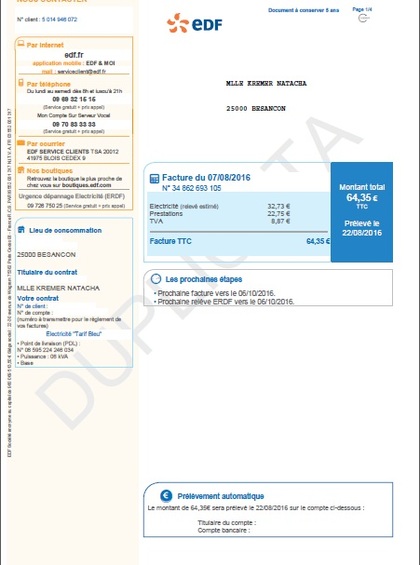 NOUS CONTACTER
N° client : 5 014 946 072
Par Internet
edf.fr
application mobile : EDF & MOI
mail : serviceclient@edf.fr
Par téléphone
Du lundi au samedi dès 8h et jusqu'à 21h
09 69 32 15 15
(Service gratuit + prix appel)
Mon Compte Sur Serveur Vocal
09 70 83 33 33
(Service gratuit + prix appel)
Par courrier
EDF SERVICE CLIENTS TSA 20012
41975 BLOIS CEDEX 9
Nos boutiques
Retrouvez la boutique la plus proche de
chez vous sur boutiques.edf.com
Urgence dépannage Electricité (ERDF)
09 726 750 25 (Service gratuit + prix appel)
Lieu de consommation
25000 BESANCON
Titulaire du contrat
MLLE KREMER NATACHA
Votre contrat
N° de client :
N° de compte :
(numéro à transmettre pour le règlement de
vos factures)
Electricité "Tarif Bleu"
• Point de livraison (PDL) :
N° 08 595 224 246 034
• Puissance : 06 kVA
• Base
edf
Document à conserver 5 ans
Page 1/4
MLLE KREMER NATACHA
25000 BESANCON
DUPLICATA
Facture du 07/08/2016
N° 34 862 693 105
Electricité (relevé estimé) 32,73 €
Prestations 22,75 €
TVA 8,87 €
Facture TTC 64,35 €
Montant total
64,35 €
TTC
Prélevé le
22/08/2016
Les prochaines étapes
• Prochaine facture vers le 06/10/2016.
• Prochaine relève ERDF vers le 06/10/2016.
Prélèvement automatique
Le montant de 64,35€ sera prélevé le 22/08/2016 sur le compte ci-dessous :
Titulaire du compte :
Compte bancaire :